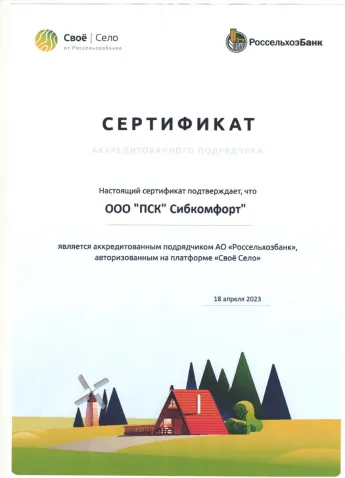 Своё | Село
от Россельхозбанка
РоссельхозБанк
СЕРТИФИКАТ
АККРЕДИТОВАННОГО ПОДРЯДЧИКА
Настоящий сертификат подтверждает, что
ООО "ПСК" Сибкомфорт"
является аккредитованным подрядчиком АО «Россельхозбанк»,
авторизованным на платформе «Своё Село»
18 апреля 2023